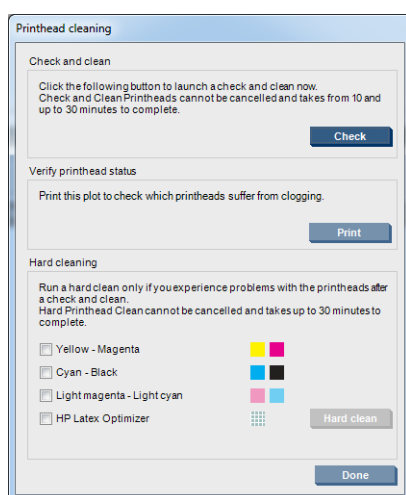 Printhead cleaning
Check and clean
Click the following button to launch a check and clean now.
Check and Clean Printheads cannot be cancelled and takes from 10 and
up to 30 minutes to complete.
Check
Verify printhead status
Print this plot to check which printheads suffer from clogging.
Print
Hard cleaning
Run a hard clean only if you experience problems with the printheads after
a check and clean.
Hard Printhead Clean cannot be cancelled and takes up to 30 minutes to
complete.
Yellow - Magenta
Cyan - Black
Light magenta - Light cyan
HP Latex Optimizer
Hard clean
Done